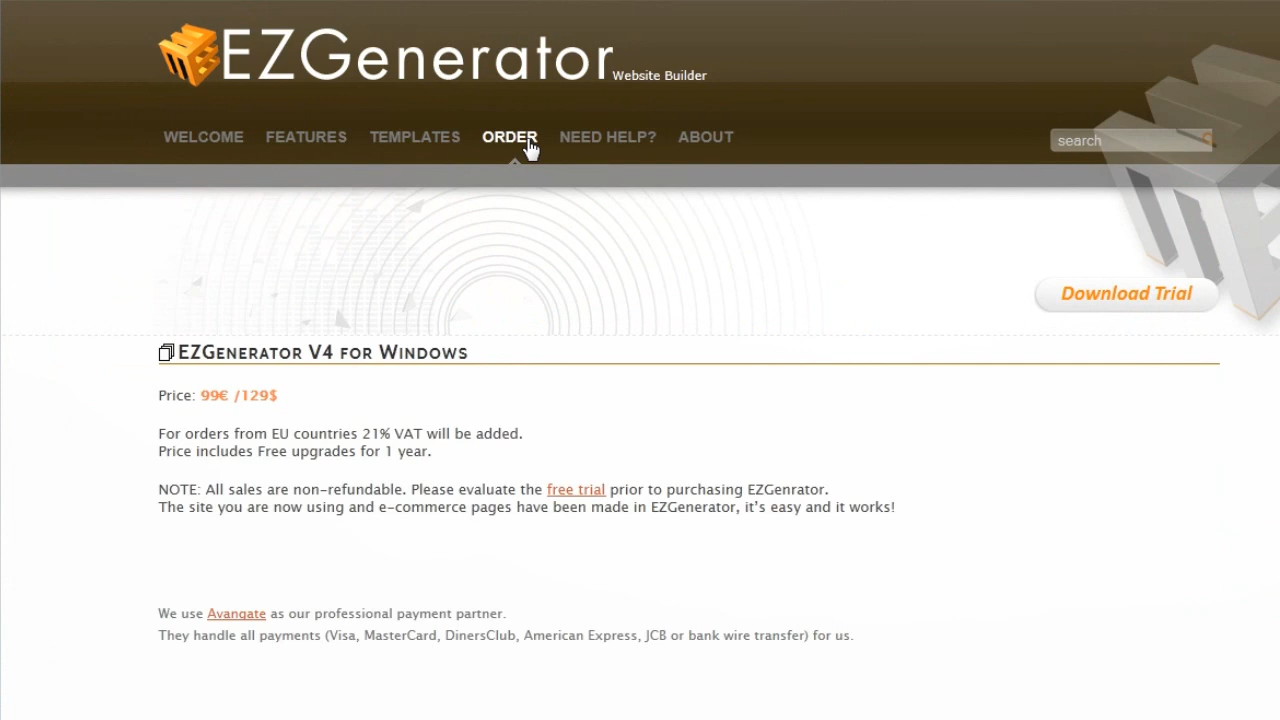 EZGenerator Website Builder
WELCOME FEATURES TEMPLATES ORDER NEED HELP? ABOUT
search
Download Trial
EZGenerator V4 for Windows
Price: 99€ /129$
For orders from EU countries 21% VAT will be added.
Price includes Free upgrades for 1 year.
NOTE: All sales are non-refundable. Please evaluate the free trial prior to purchasing EZGenrator.
The site you are now using and e-commerce pages have been made in EZGenerator, it's easy and it works!
We use Avangate as our professional payment partner.
They handle all payments (Visa, MasterCard, DinersClub, American Express, JCB or bank wire transfer) for us.